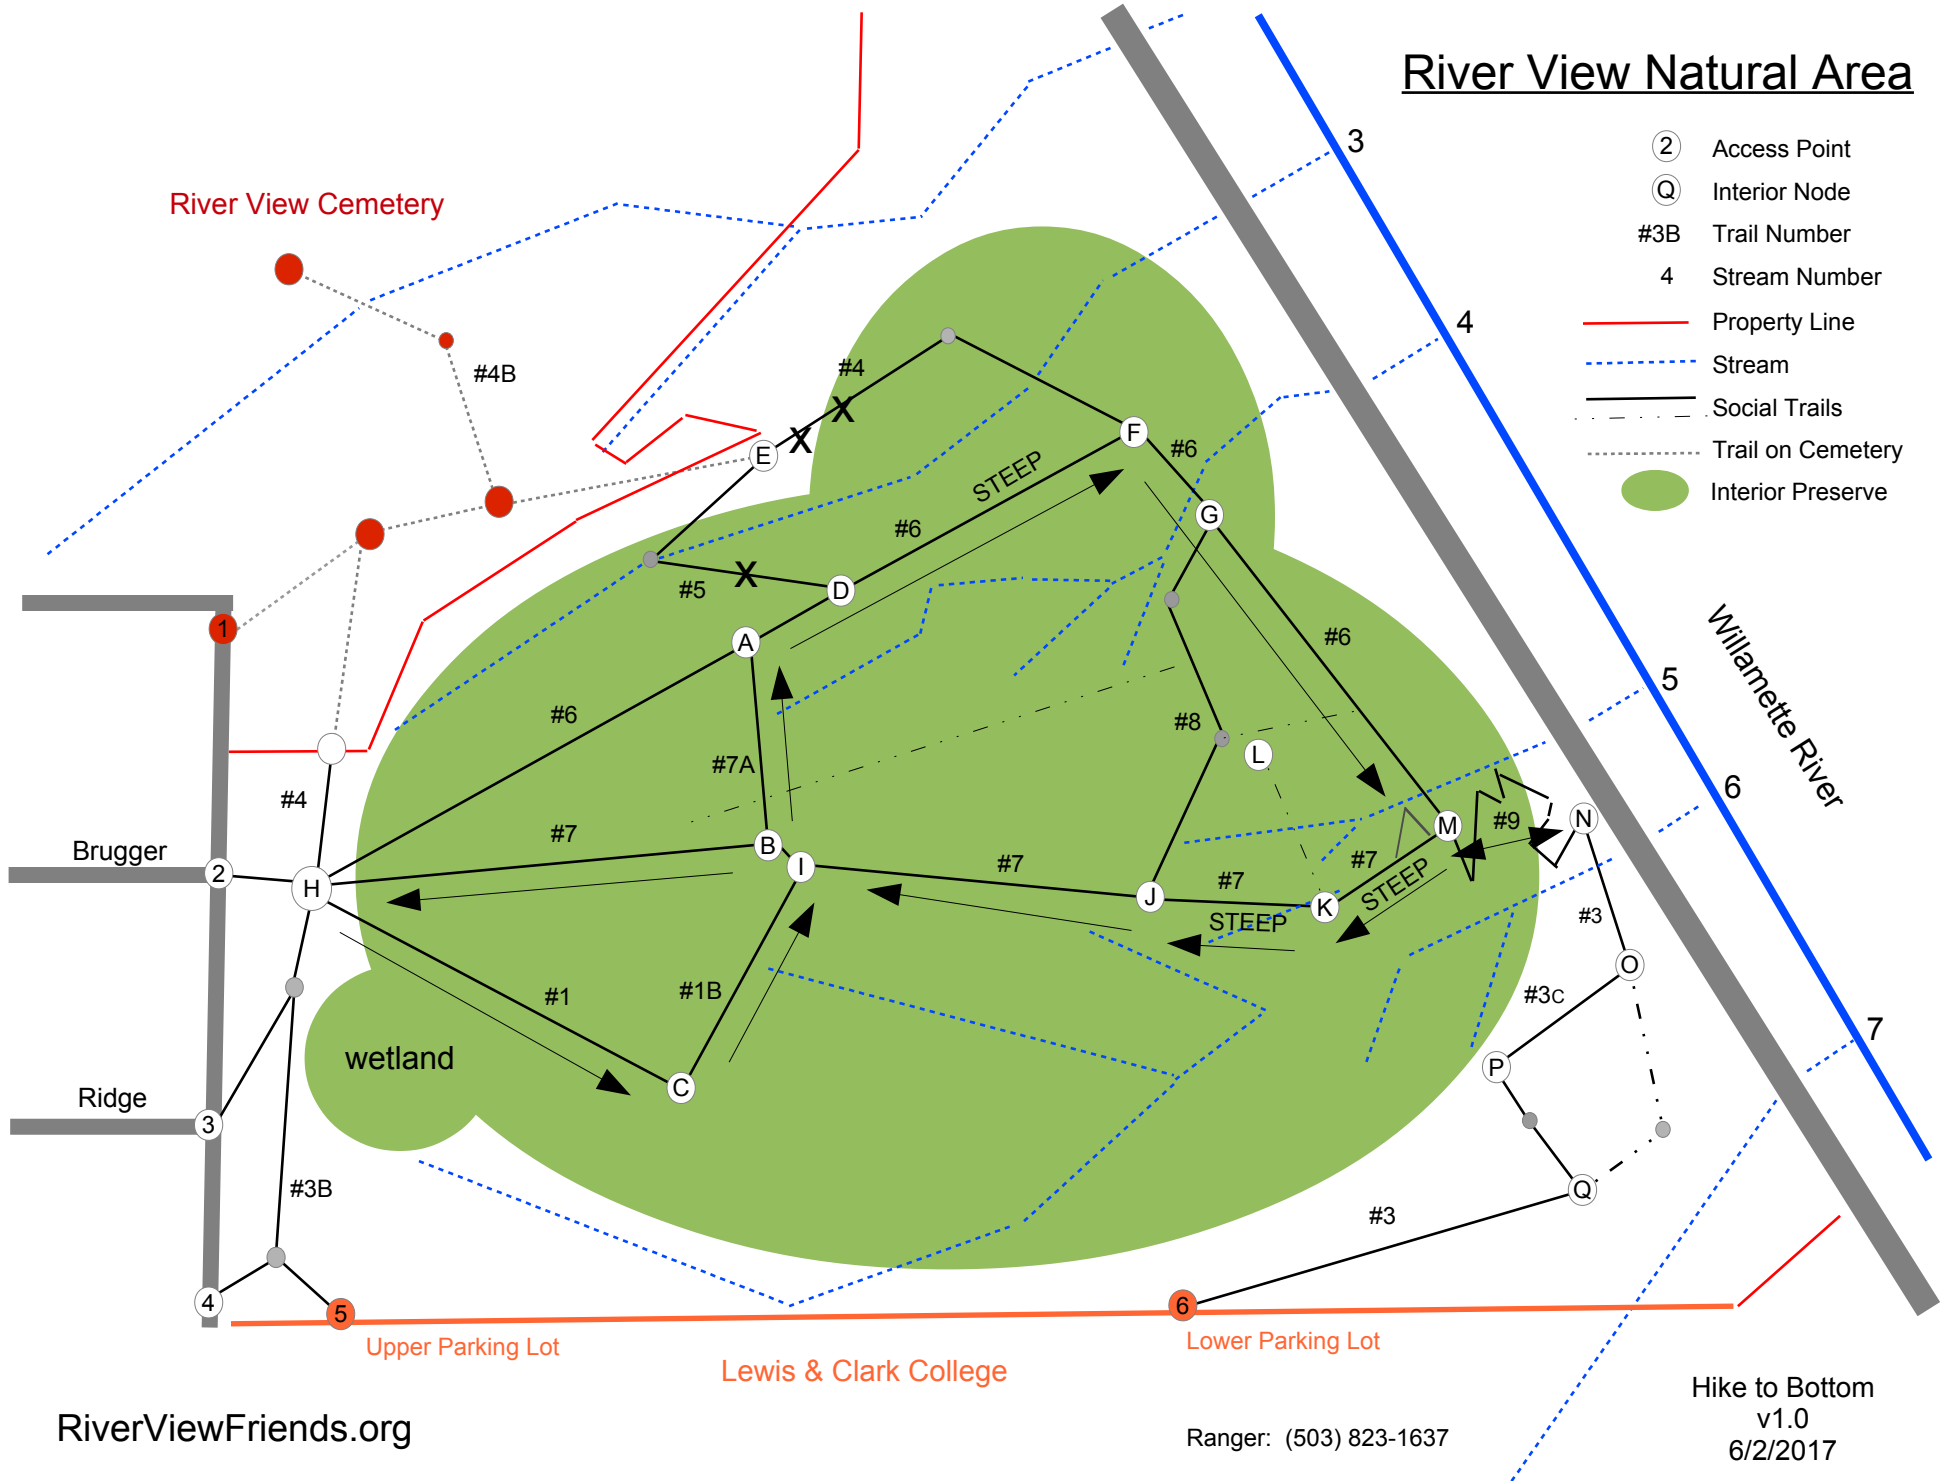 River View Natural Area
2 Access Point
Q Interior Node
#3B Trail Number
4 Stream Number
Property Line
Stream
Social Trails
Trail on Cemetery
Interior Preserve
3
4
5
6
7
Willamette River
River View Cemetery
#4B
#4
X
X
E
F
#6
STEEP
G
#6
#5
X
D
A
1
#6
#6
#7A
#8
L
#4
#7
B
I
#7
M
#9
N
Brugger
2
H
J
#7
K
#7
STEEP
STEEP
#3
O
#1
#1B
#3C
wetland
C
P
Ridge
3
#3B
Q
#3
4
5
6
Upper Parking Lot
Lower Parking Lot
Lewis & Clark College
RiverViewFriends.org
Ranger: (503) 823-1637
Hike to Bottom
v1.0
6/2/2017